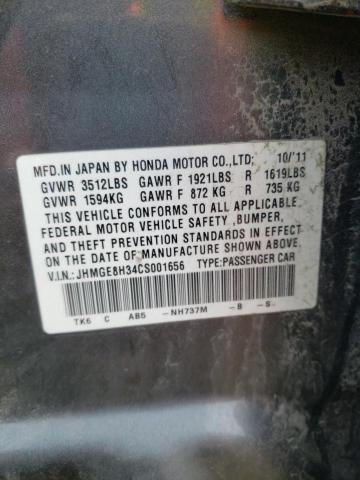 MFD.IN JAPAN BY HONDA MOTOR CO.,LTD. 10/'11
GVWR 3512LBS GAWR F 1921LBS R 1619LBS
GVWR 1594KG GAWR F 872 KG R 735 KG
THIS VEHICLE CONFORMS TO ALL APPLICABLE
FEDERAL MOTOR VEHICLE SAFETY ,BUMPER,
AND THEFT PREVENTION STANDARDS IN EFFECT
ON THE DATE OF MANUFACTURE SHOWN ABOVE.
V.I.N: JHMGE8H34CS001656 TYPE:PASSENGER CAR
TK6 C AB5 -NH737M -B -S-